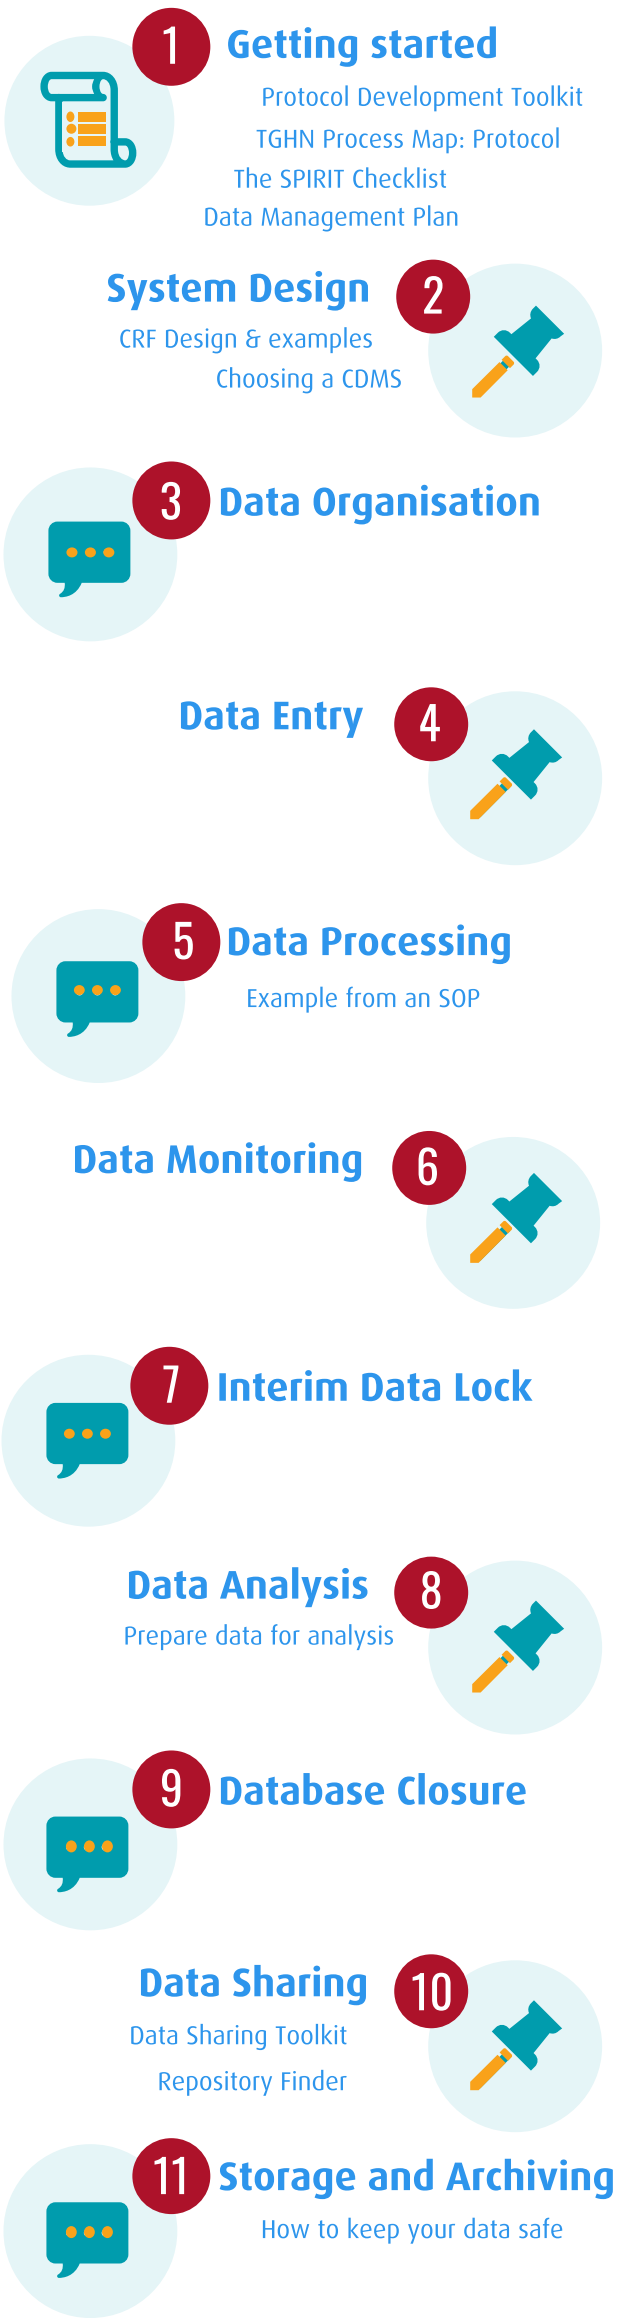 1 Getting started
Protocol Development Toolkit
TGHN Process Map: Protocol
The SPIRIT Checklist
Data Management Plan
System Design 2
CRF Design & examples
Choosing a CDMS
3 Data Organisation
Data Entry 4
5 Data Processing
Example from an SOP
Data Monitoring 6
7 Interim Data Lock
Data Analysis 8
Prepare data for analysis
9 Database Closure
Data Sharing 10
Data Sharing Toolkit
Repository Finder
11 Storage and Archiving
How to keep your data safe